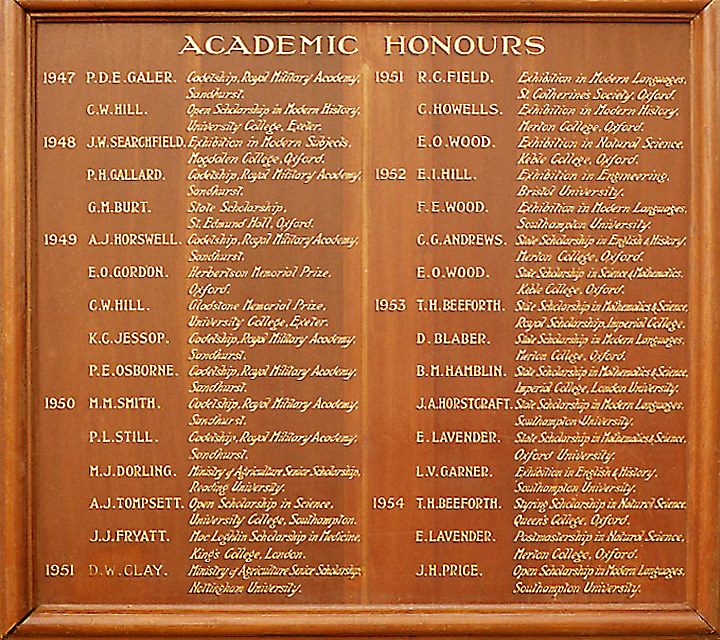 ACADEMIC HONOURS
1947 P.D.E.GALER. Cadetship, Royal Military Academy,
Sandhurst.
C.W.HILL. Open Scholarship in Modern History,
University College, Exeter.
1948 J.W.SEARCHFIELD. Exhibition in Modern Subjects,
Magdalen College, Oxford.
P.H.GALLARD. Cadetship, Royal Military Academy,
Sandhurst.
G.M.BURT. State Scholarship,
St. Edmund Hall, Oxford.
1949 A.J.HORSWELL. Cadetship, Royal Military Academy,
Sandhurst.
E.O.GORDON. Herbertson Memorial Prize,
Oxford.
C.W.HILL. Gladstone Memorial Prize,
University College, Exeter.
K.C.JESSOP. Cadetship, Royal Military Academy,
Sandhurst.
P.E.OSBORNE. Cadetship, Royal Military Academy,
Sandhurst.
1950 M.M.SMITH. Cadetship, Royal Military Academy,
Sandhurst.
P.L.STILL. Cadetship, Royal Military Academy,
Sandhurst.
M.J.DORLING. Ministry of Agriculture Senior Scholarship,
Reading University.
A.J.TOMPSETT. Open Scholarship in Science,
University College, Southampton.
J.J.FRYATT. Mac Loghlin Scholarship in Medicine,
King's College, London.
1951 D.W.CLAY. Ministry of Agriculture Senior Scholarship,
Nottingham University.
1951 R.C.FIELD. Exhibition in Modern Languages,
St. Catherine's Society, Oxford.
G.HOWELLS. Exhibition in Modern History,
Merton College, Oxford.
E.O.WOOD. Exhibition in Natural Science,
Keble College, Oxford.
1952 E.I.HILL. Exhibition in Engineering,
Bristol University.
F.E.WOOD. Exhibition in Modern Languages,
Southampton University.
C.G.ANDREWS. State Scholarship in English & History,
Merton College, Oxford.
E.O.WOOD. State Scholarship in Science & Mathematics,
Keble College, Oxford.
1953 T.H.BEEFORTH. State Scholarship in Mathematics & Science,
Royal Scholarship, Imperial College.
D.BLABER. State Scholarship in Modern Languages,
Merton College, Oxford.
B.M.HAMBLIN. State Scholarship in Mathematics & Science,
Imperial College, London University.
J.A.HORSTCRAFT. State Scholarship in Modern Languages,
Southampton University.
E.LAVENDER. State Scholarship in Mathematics & Science,
Oxford University.
L.V.GARNER. Exhibition in English & History,
Southampton University.
1954 T.H.BEEFORTH. Styring Scholarship in Natural Science,
Queen's College, Oxford.
E.LAVENDER. Postmastership in Natural Science,
Merton College, Oxford.
J.H.PRICE. Open Scholarship in Modern Languages,
Southampton University.